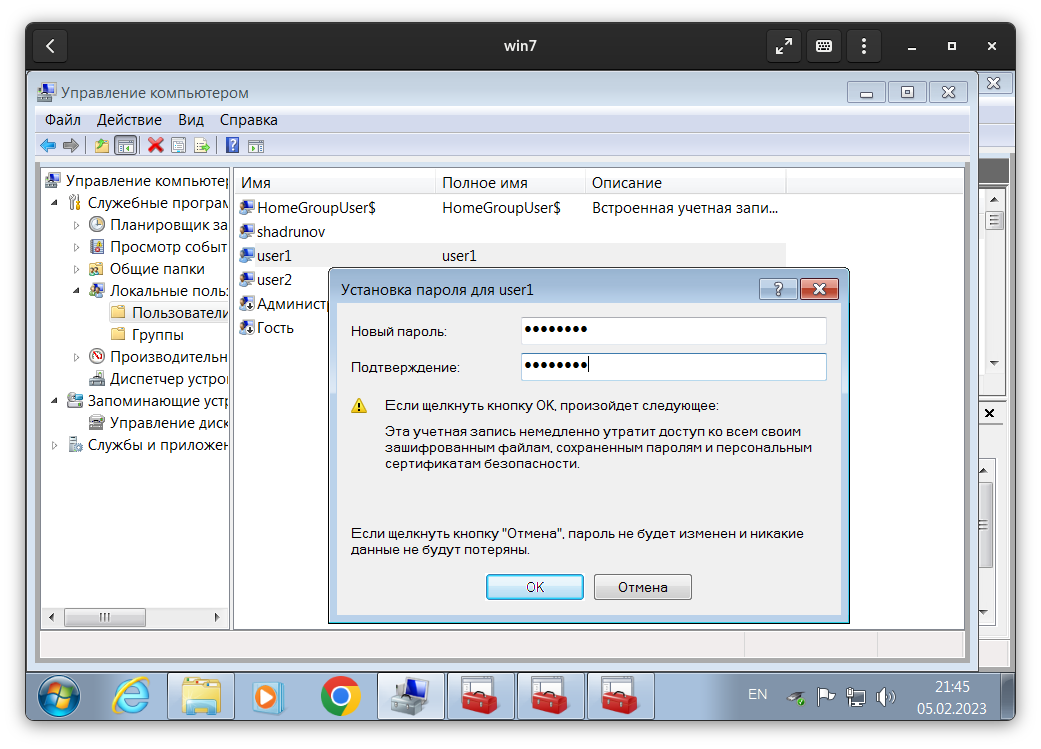 win7
Управление компьютером
Файл Действие Вид Справка
Управление компьютер
Служебные програм
Планировщик за
Просмотр событ
Общие папки
Локальные поль
Пользователи
Группы
Производительн
Диспетчер устро
Запоминающие уст
Управление диск
Службы и приложен
Имя Полное имя Описание
HomeGroupUser$ HomeGroupUser$ Встроенная учетная запи...
shadrunov
user1 user1
user2
Админист
Гость
Установка пароля для user1
Новый пароль:
Подтверждение:
Если щелкнуть кнопку ОК, произойдет следующее:
Эта учетная запись немедленно утратит доступ ко всем своим
зашифрованным файлам, сохраненным паролям и персональным
сертификатам безопасности.
Если щелкнуть кнопку "Отмена", пароль не будет изменен и никакие
данные не будут потеряны.
ОК Отмена
EN
21:45
05.02.2023